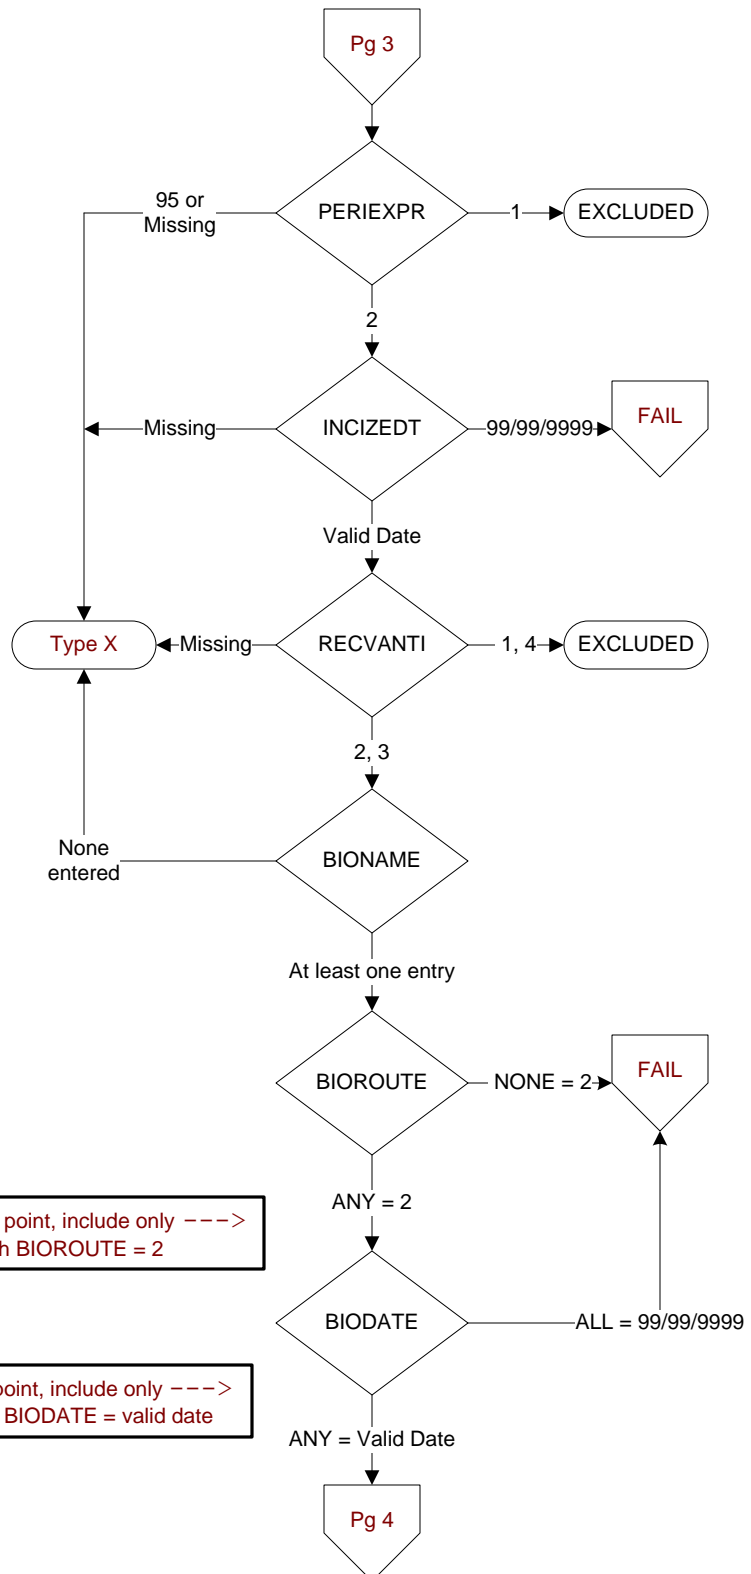 Pg 3
95 or
Missing
PERIEXPR
1
EXCLUDED
2
Missing
INCIZEDT
99/99/9999
FAIL
Valid Date
Type X
Missing
RECVANTI
1, 4
EXCLUDED
2, 3
None
entered
BIONAME
At least one entry
BIOROUTE
NONE = 2
FAIL
ANY = 2
point, include only --->
BIOROUTE = 2
BIODATE
ALL = 99/99/9999
point, include only --->
BIODATE = valid date
ANY = Valid Date
Pg 4